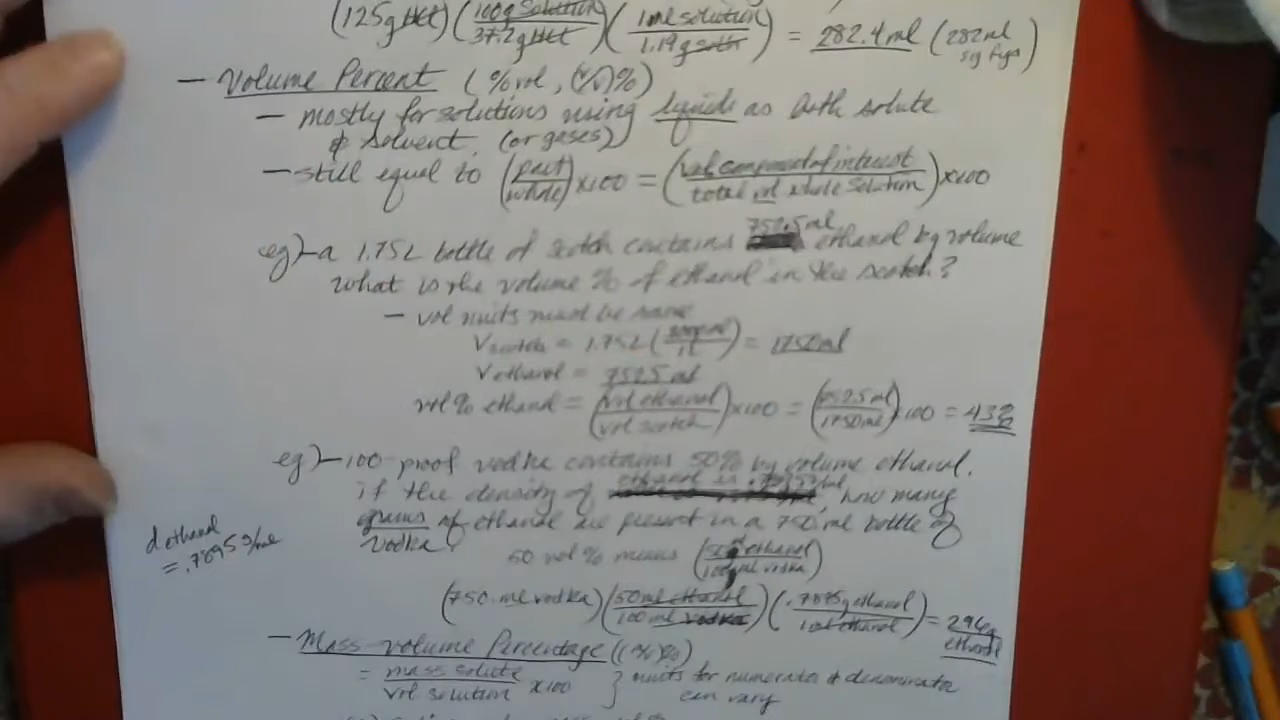 (125g HCl)(100g Solution/37.2g HCl)(1ml solution/1.19g soln) = 282.4ml (282ml sig figs)
- Volume Percent (%vol, (v/v)%)
- mostly for solutions using liquids as both solute
& solvent. (or gases)
- still equal to (part/whole)x100 = (vol component of interest/total vol whole solution)x100
eg)-a 1.75L bottle of scotch contains 752.5ml ethanol by volume
what is the volume % of ethanol in the scotch?
- vol units must be same
Vscotch = 1.75L (1000ml/1L) = 1750ml
Vethanol = 752.5 ml
vol % ethanol = (vol ethanol/vol scotch)x100 = (752.5ml/1750ml)x100 = 43%
eg)-100-proof vodka contains 50% by volume ethanol.
if the density of ethanol is .7895g/ml, how many
grams of ethanol are present in a 750.ml bottle of
vodka.
dethanol
= .7895g/ml
50 vol % means (50ml ethanol/100ml vodka)
(750.ml vodka)(50ml ethanol/100ml vodka)(.7895g ethanol/1ml ethanol) = 296g ethanol
- Mass-volume Percentage ((m/v)%)
= mass solute/vol solution x100 } units for numerator & denominator
can vary